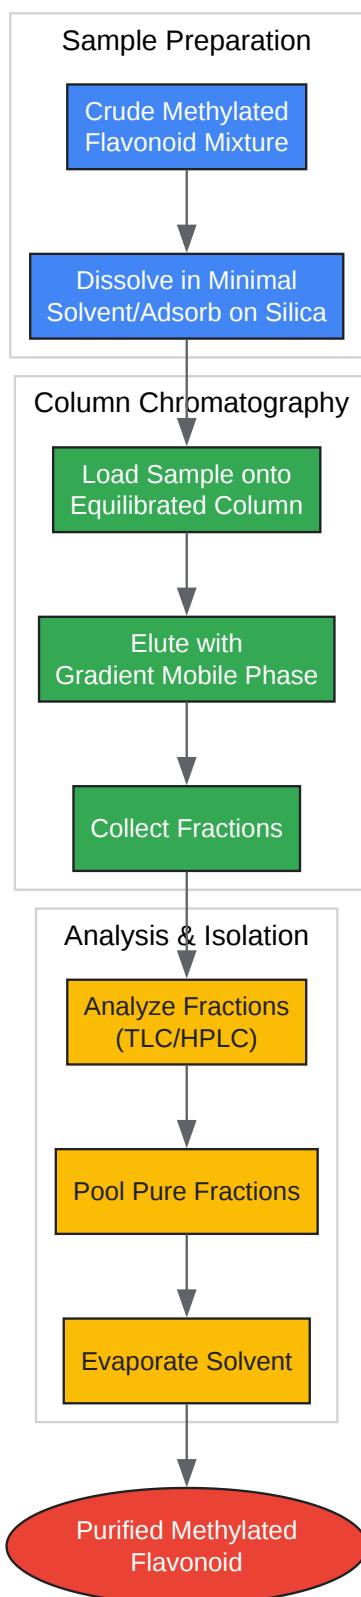 Sample Preparation
Crude Methylated
Flavonoid Mixture
Dissolve in Minimal
Solvent/Adsorb on Silica
Column Chromatography
Load Sample onto
Equilibrated Column
Elute with
Gradient Mobile Phase
Collect Fractions
Analysis & Isolation
Analyze Fractions
(TLC/HPLC)
Pool Pure Fractions
Evaporate Solvent
Purified Methylated
Flavonoid